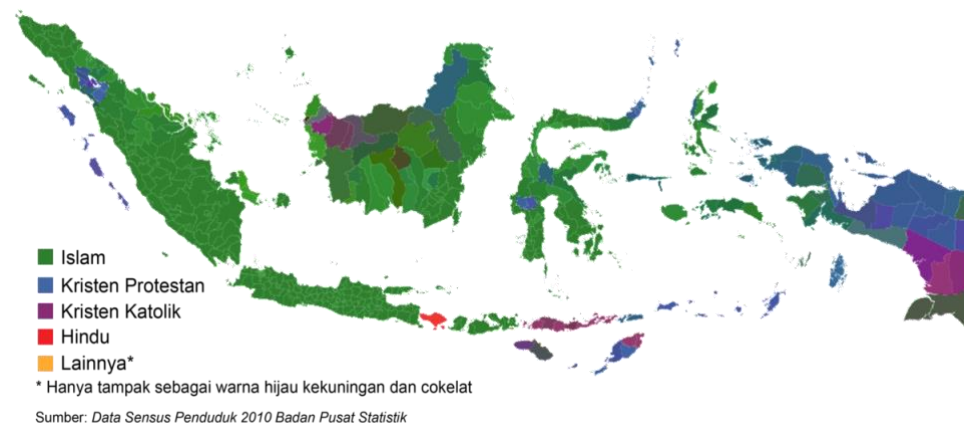 Islam
Kristen Protestan
Kristen Katolik
Hindu
Lainnya*
* Hanya tampak sebagai warna hijau kekuningan dan cokelat
Sumber: Data Sensus Penduduk 2010 Badan Pusat Statistik